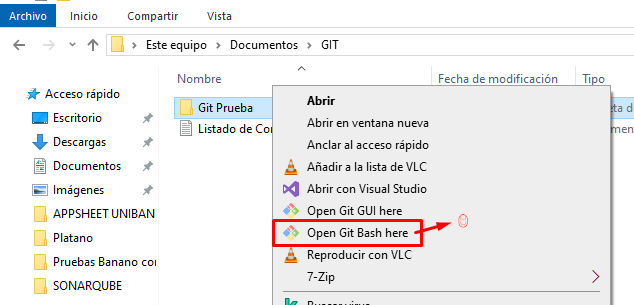 Archivo Inicio Compartir Vista
Este equipo Documentos GIT
Nombre Fecha de modificación Tipo
Acceso rápido
Escritorio
Descargas
Documentos
Imágenes
APPSHEET UNIBAN
Platano
Pruebas Banano con
SONARQUBE
Git Prueba
Listado de Co
Abrir
Abrir en ventana nueva
Anclar al acceso rápido
Añadir a la lista de VLC
Abrir con Visual Studio
Open Git GUI here
Open Git Bash here
Reproducir con VLC
7-Zip